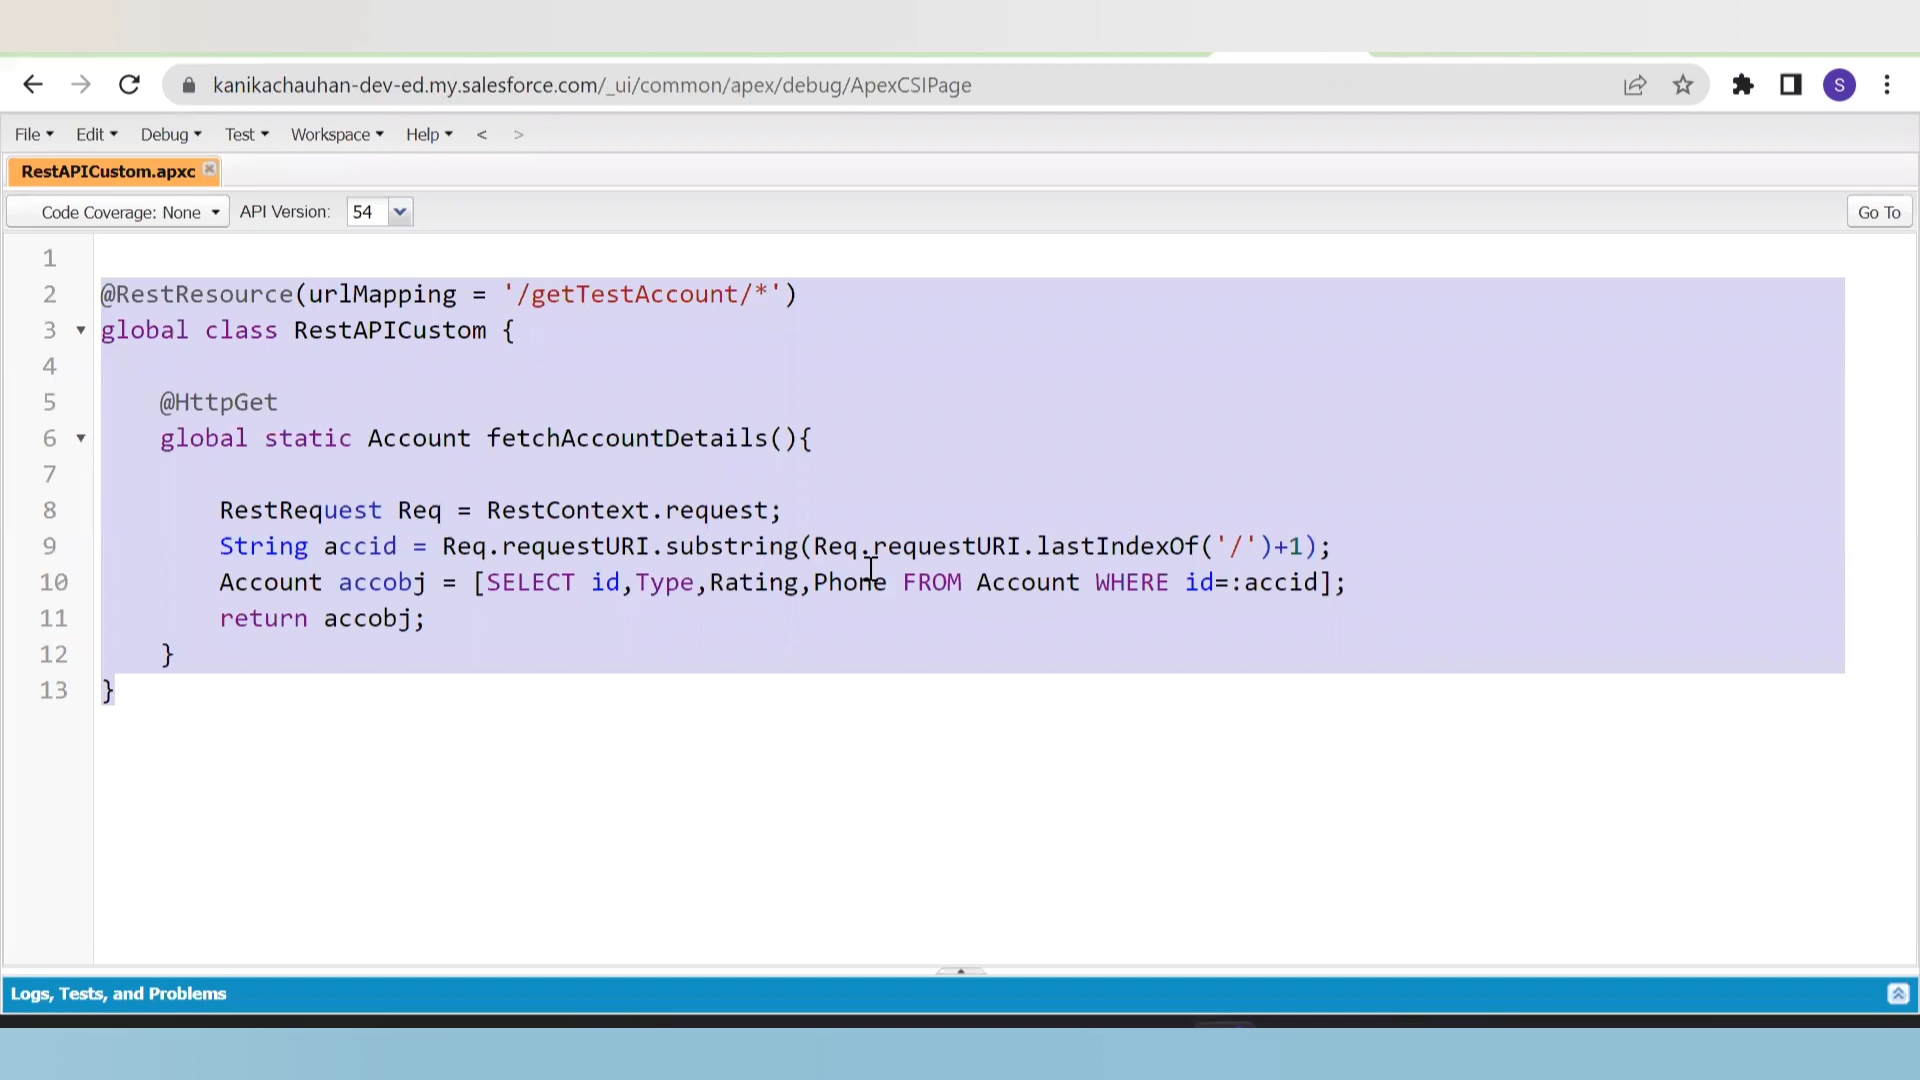 kanikachauhan-dev-ed.my.salesforce.com/_ui/common/apex/debug/ApexCSIPage
S
File Edit Debug Test Workspace Help < >
RestAPICustom.apxc
Code Coverage: None API Version: 54 Go To
1
2 @RestResource(urlMapping = '/getTestAccount/*')
3 global class RestAPICustom {
4
5 @HttpGet
6 global static Account fetchAccountDetails(){
7
8 RestRequest Req = RestContext.request;
9 String accid = Req.requestURI.substring(Req.requestURI.lastIndexOf('/')+1);
10 Account accobj = [SELECT id,Type,Rating,Phone FROM Account WHERE id=:accid];
11 return accobj;
12 }
13 }
Logs, Tests, and Problems